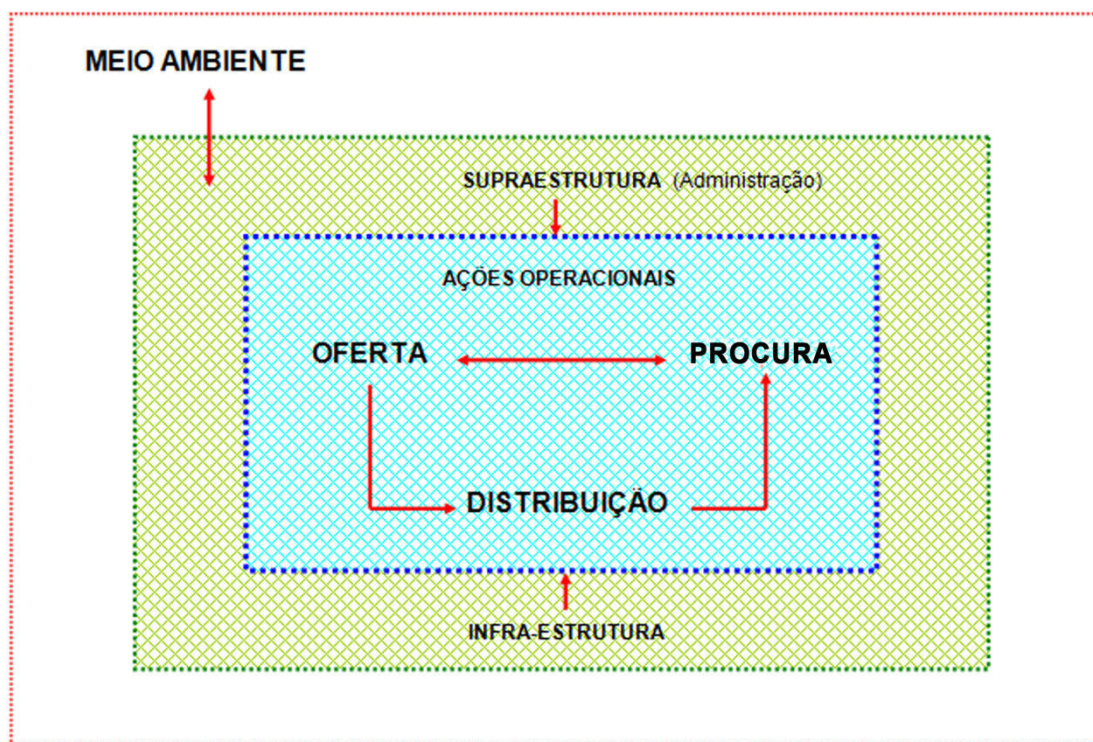 MEIO AMBIENTE
SUPRAESTRUTURA (Administração)
AÇÕES OPERACIONAIS
OFERTA
PROCURA
DISTRIBUIÇÃO
INFRA-ESTRUTURA